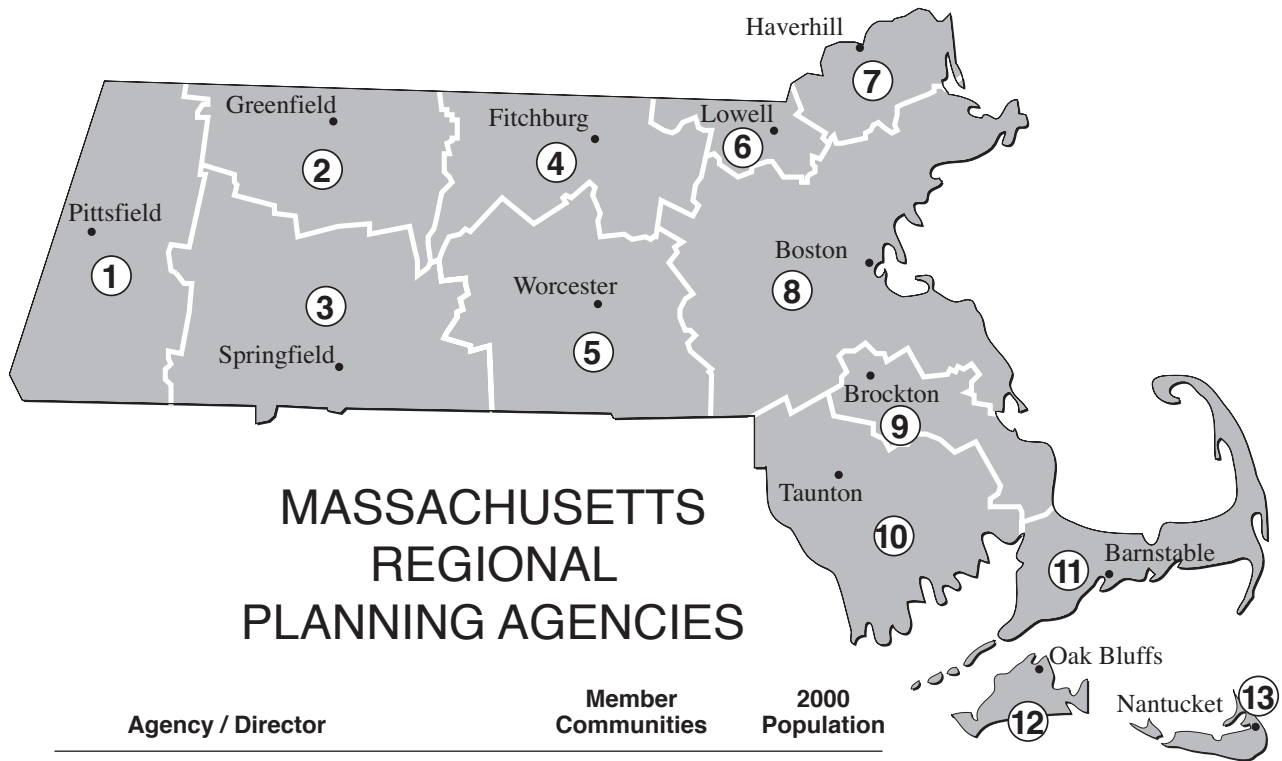 Haverhill
7
Greenfield
Lowell
Fitchburg
6
4
2
Pittsfield
Boston
1
8
Worcester
3
5
Springfield
Brockton
9
Taunton
MASSACHUSETTS
REGIONAL
PLANNING AGENCIES
10
Barnstable
11
Oak Bluffs
Nantucket
13
12
Agency / Director
Member
Communities
2000
Population